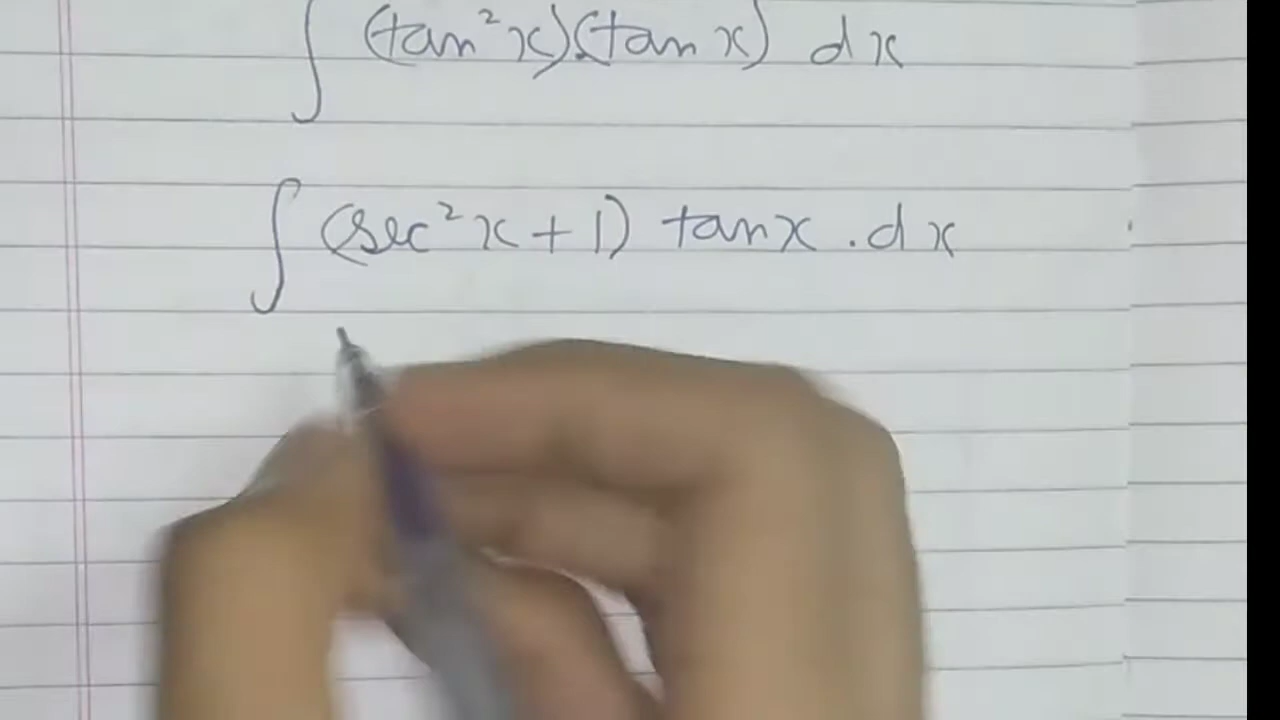 ∫ (tan²x)(tan x) dx
∫ (sec²x + 1) tanx . dx